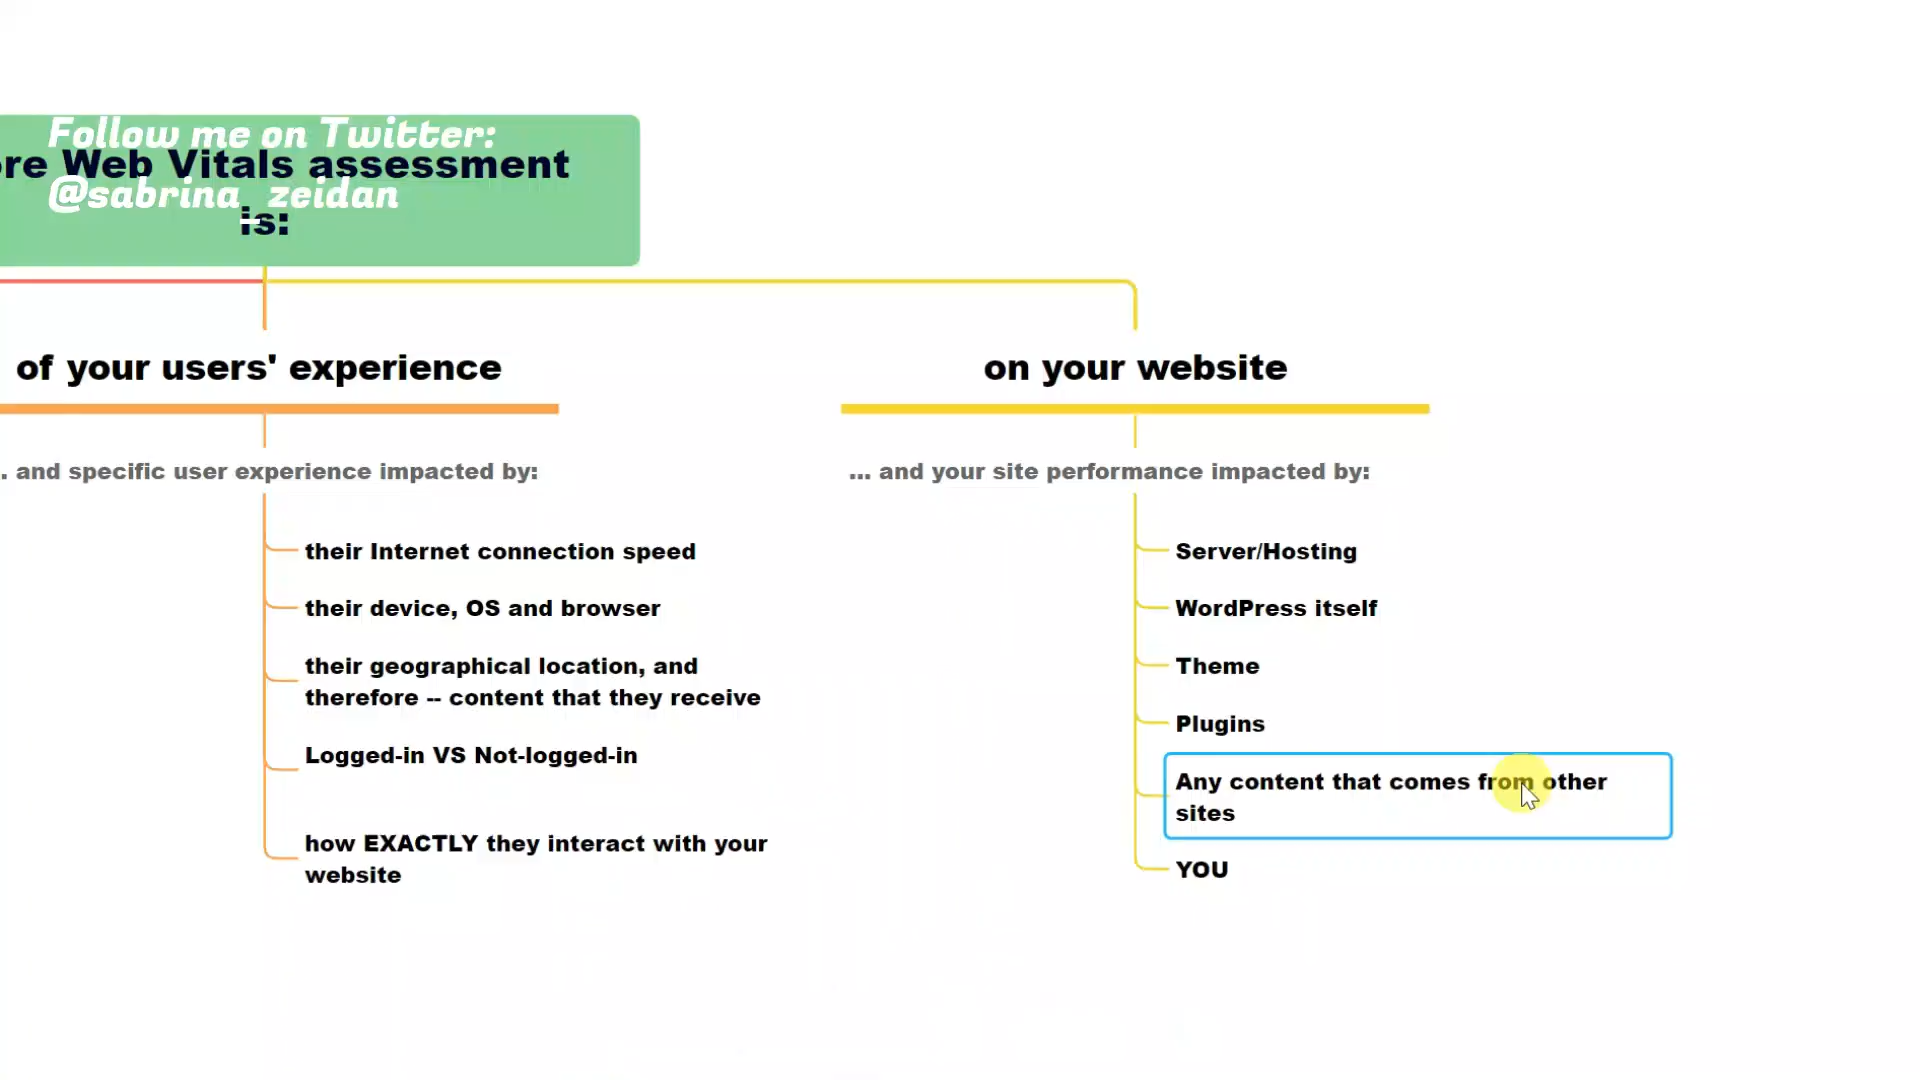 Follow me on Twitter:
@sabrina_zeidan
re Web Vitals assessment
is:
of your users' experience
. and specific user experience impacted by:
their Internet connection speed
their device, OS and browser
their geographical location, and
therefore -- content that they receive
Logged-in VS Not-logged-in
how EXACTLY they interact with your
website
on your website
... and your site performance impacted by:
Server/Hosting
WordPress itself
Theme
Plugins
Any content that comes from other
sites
YOU